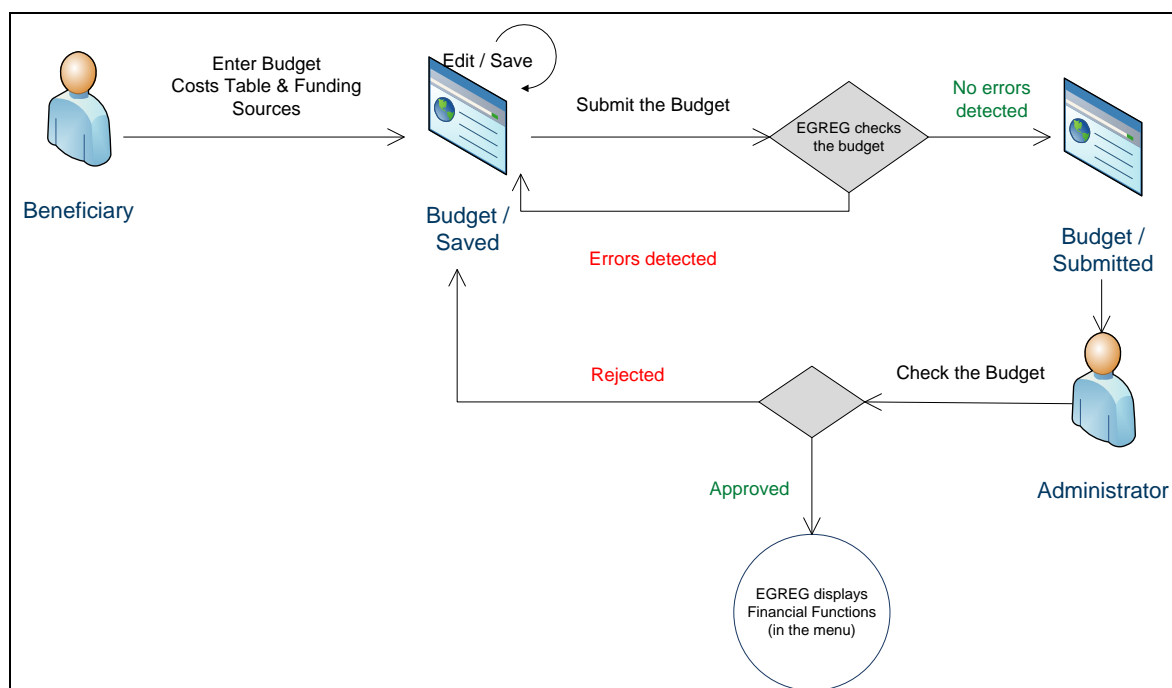 Enter Budget
Costs Table & Funding
Sources
Edit / Save
Submit the Budget
EGREG checks
the budget
No errors
detected
Beneficiary
Budget /
Saved
Errors detected
Budget /
Submitted
Rejected
Check the Budget
Approved
Administrator
EGREG displays
Financial Functions
(in the menu)